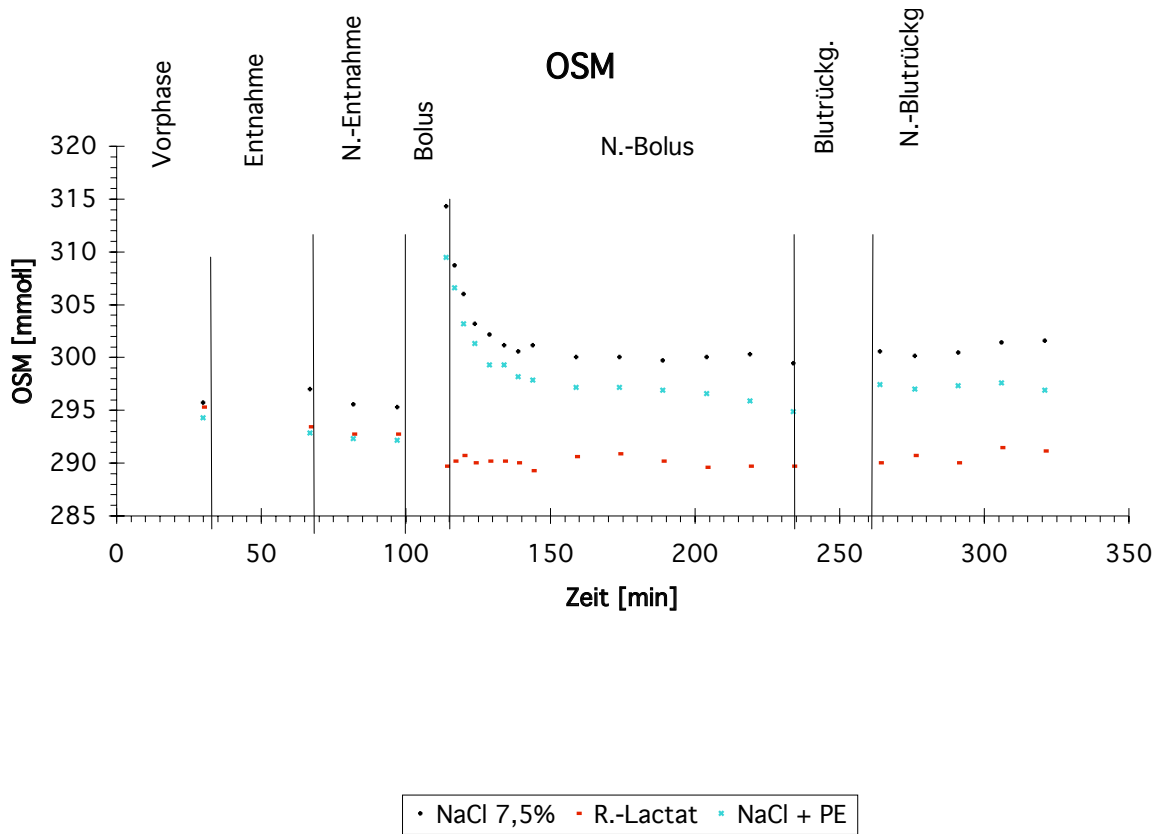 OSM
Vorphase
Entnahme
N.-Entnahme
Bolus
N.-Bolus
Blutrückg.
N.-Blutrückg
OSM [mmol/l]
320
315
310
305
300
295
290
285
0 50 100 150 200 250 300 350
Zeit [min]
NaCl 7,5% R.-Lactat NaCl + PE